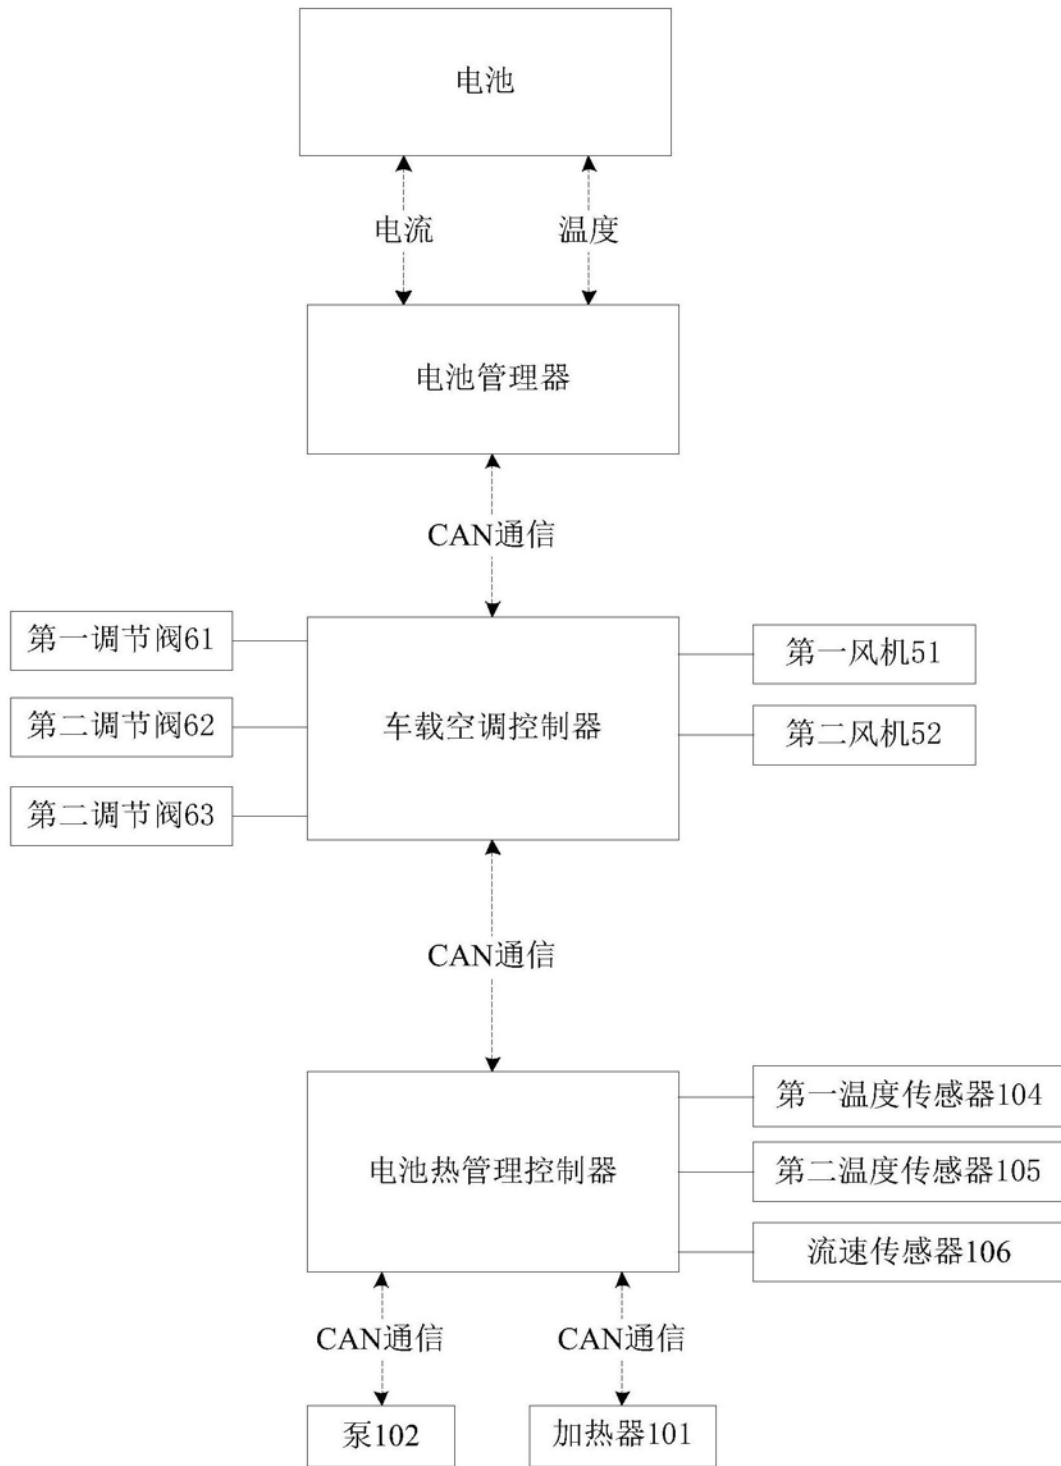 电池
电流
温度
电池管理器
CAN通信
第一调节阀61
第二调节阀62
第二调节阀63
车载空调控制器
第一风机51
第二风机52
CAN通信
电池热管理控制器
第一温度传感器104
第二温度传感器105
流速传感器106
CAN通信
CAN通信
泵102
加热器101